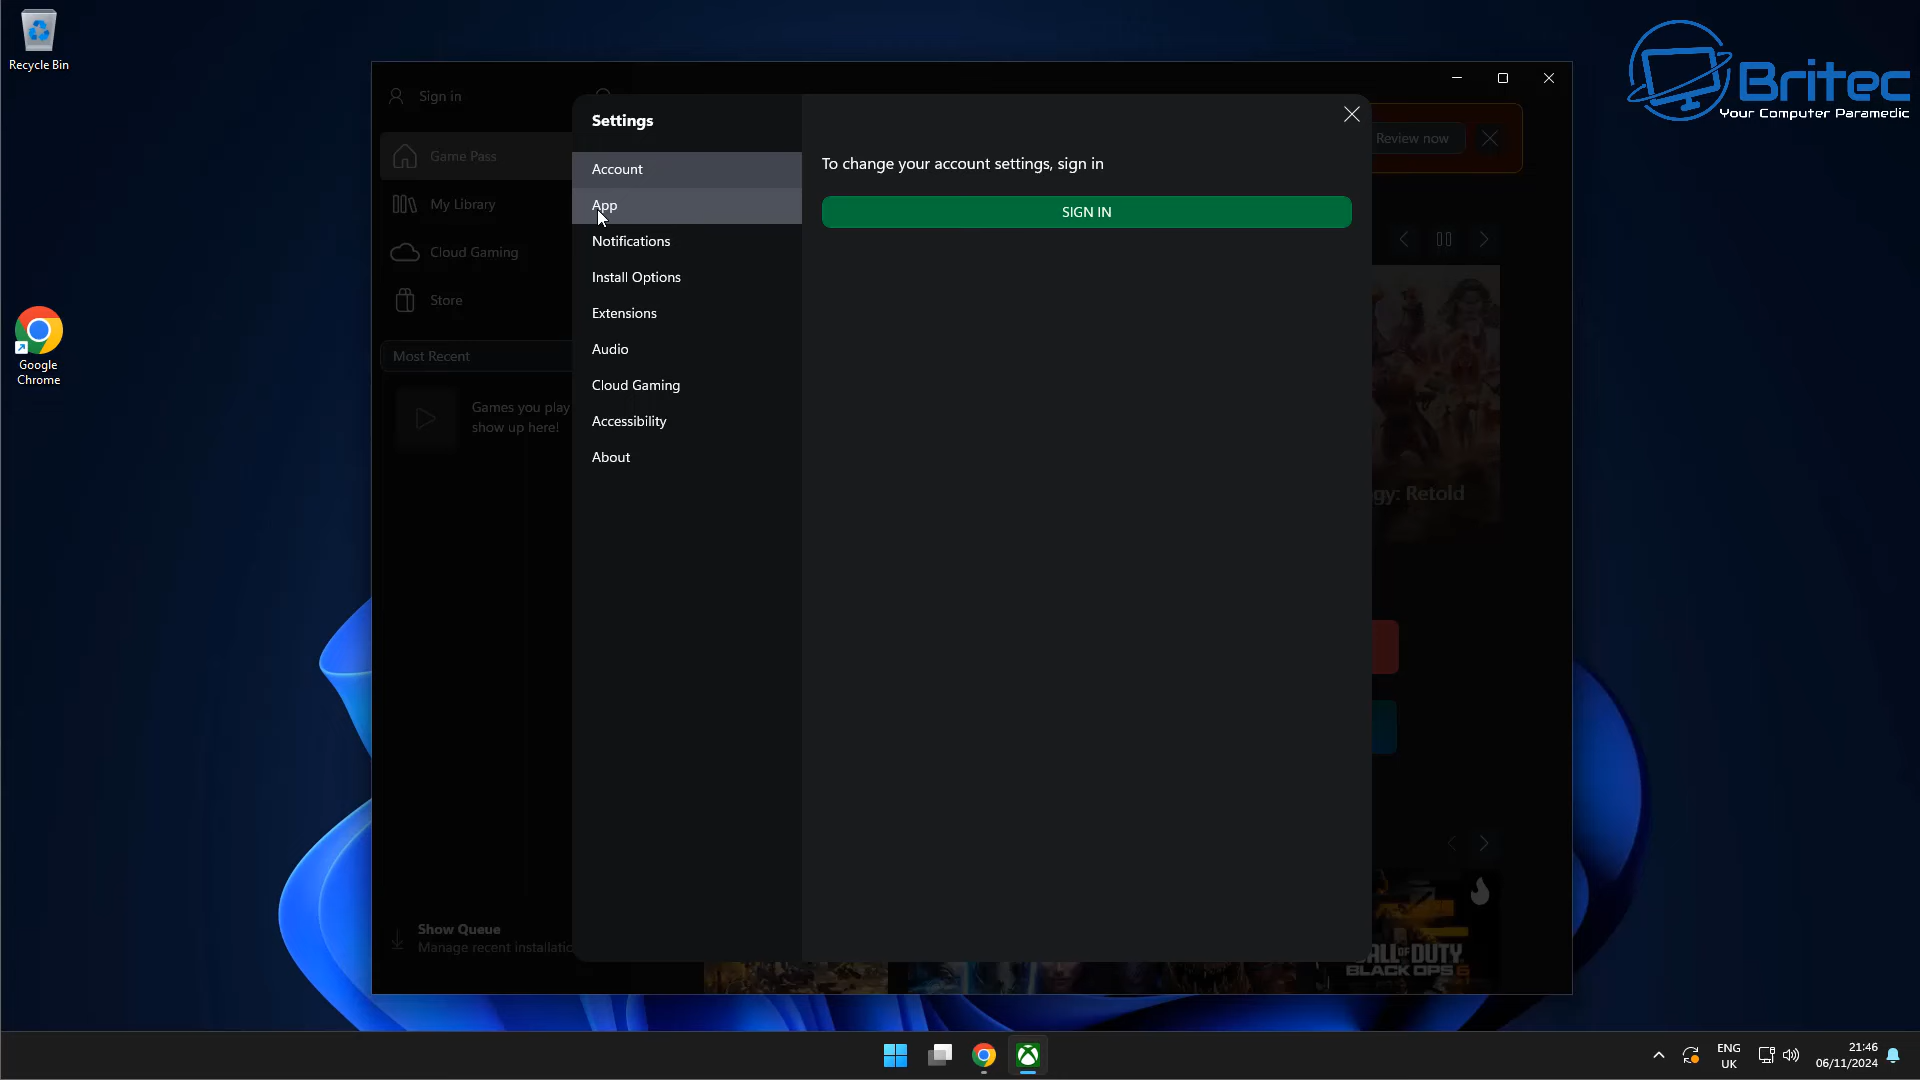 Recycle Bin
Britec
Your Computer Paramedic
Sign in
Settings
Review now
Game Pass
Account
To change your account settings, sign in
My Library
App
SIGN IN
Cloud Gaming
Notifications
Install Options
Store
Extensions
Google
Chrome
Most Recent
Audio
Cloud Gaming
Games you play
show up here!
Accessibility
About
gy: Retold
Show Queue
Manage recent installatio
CALL OF DUTY
BLACK OPS 6
ENG
UK
21:46
06/11/2024